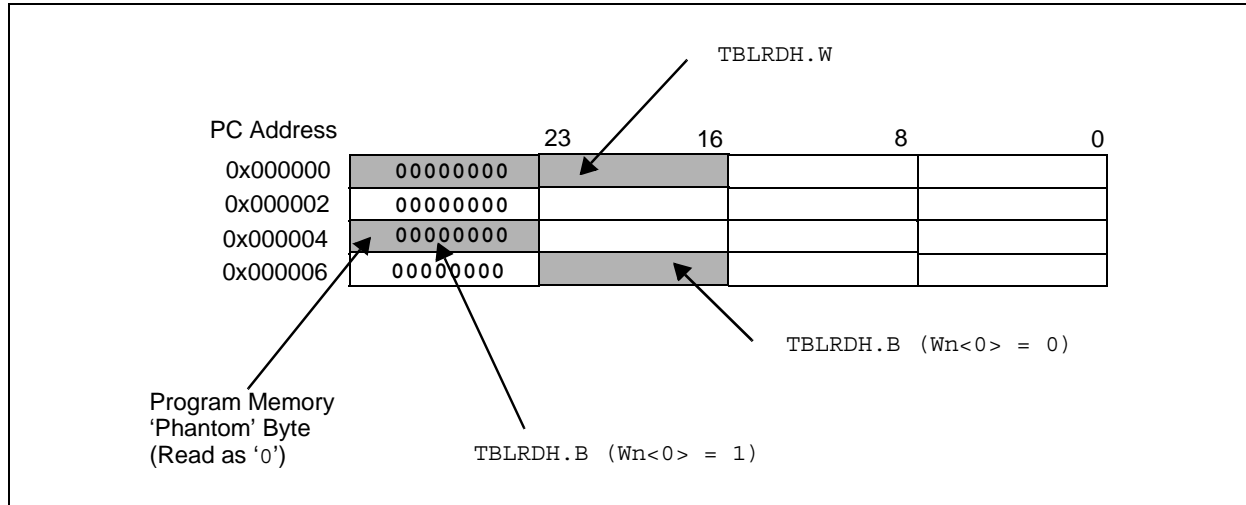 TBLRDH.W
PC Address
23 16 8 0
0x000000 00000000
0x000002 00000000
0x000004 00000000
0x000006 00000000
TBLRDH.B (Wn<0> = 0)
Program Memory
‘Phantom’ Byte
(Read as ‘0’)
TBLRDH.B (Wn<0> = 1)